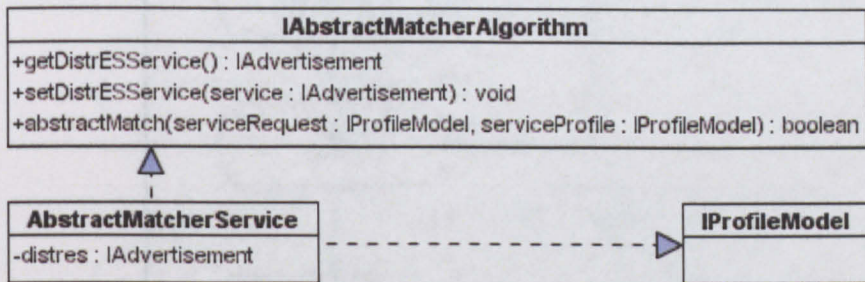 IAbstractMatcherAlgorithm
+getDistrESService() : IAdvertisement
+setDistrESService(service : IAdvertisement) : void
+abstractMatch(serviceRequest : IProfileModel, serviceProfile : IProfileModel) : boolean
AbstractMatcherService
-distres : IAdvertisement
IProfileModel